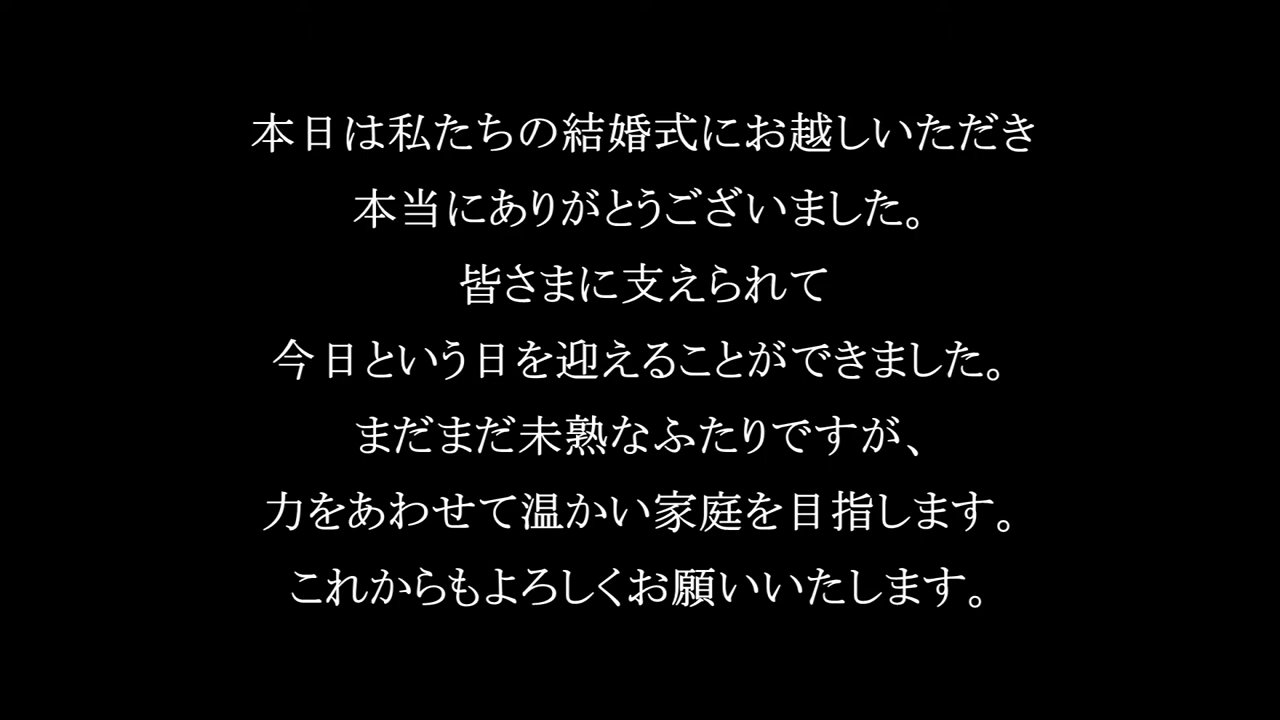 本日は私たちの結婚式にお越しいただき
本当にありがとうございました。
皆さまに支えられて
今日という日を迎えることができました。
まだまだ未熟なふたりですが、
力をあわせて温かい家庭を目指します。
これからもよろしくお願いいたします。